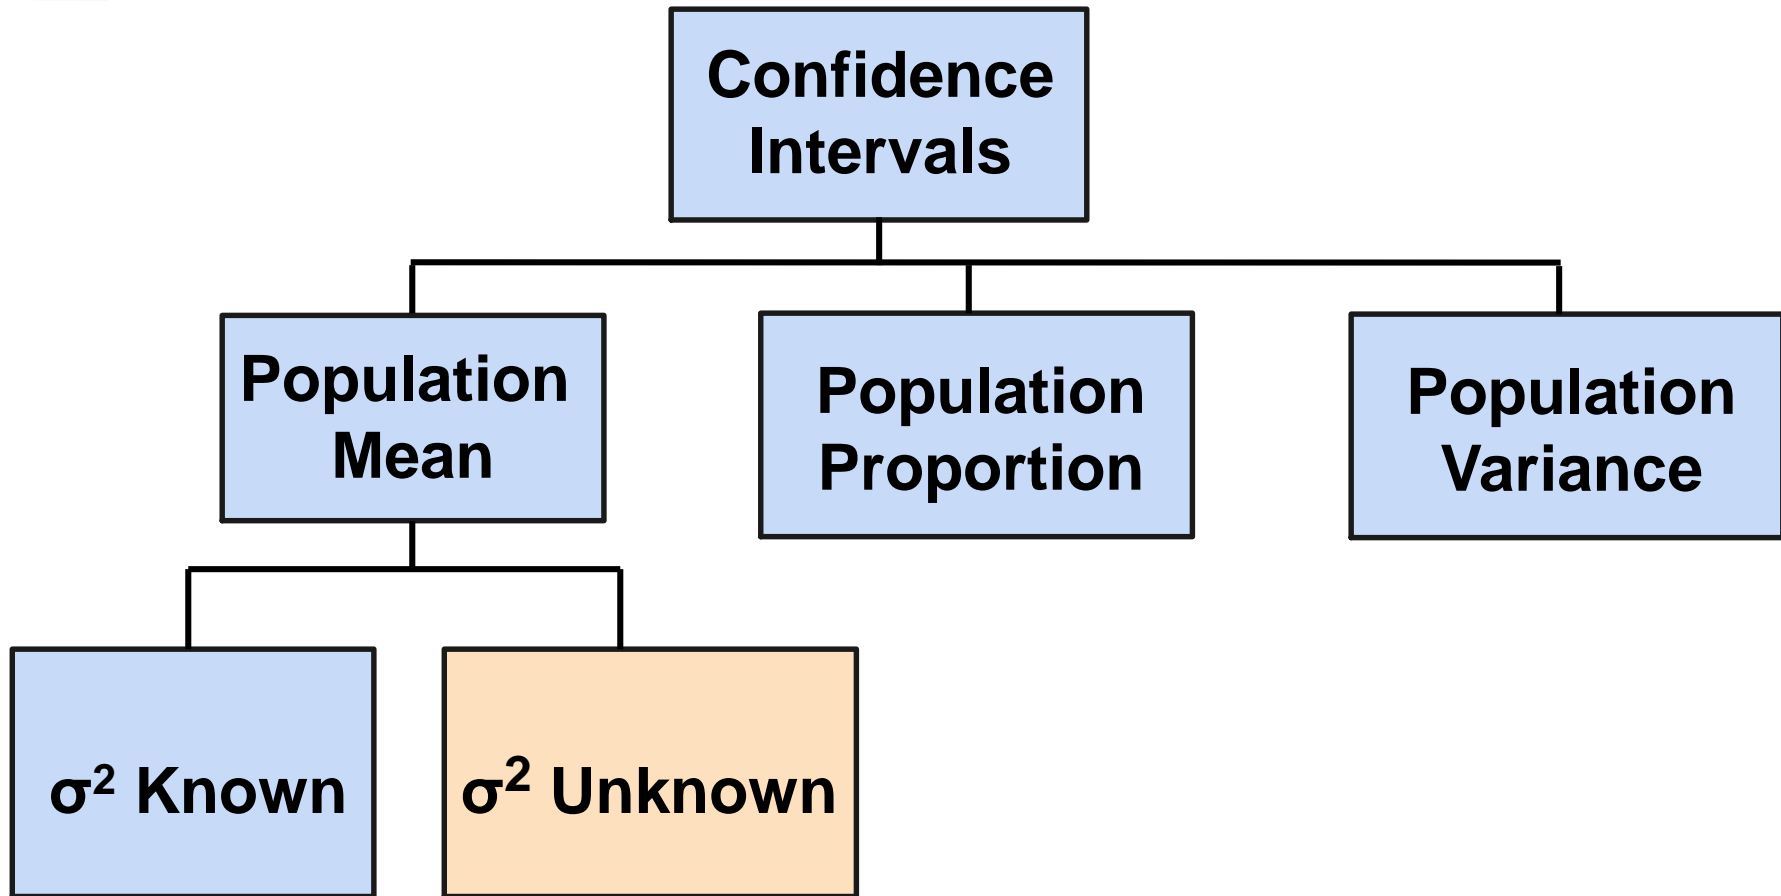 Confidence
Intervals
Population
Mean
Population
Proportion
Population
Variance
σ² Known
σ² Unknown